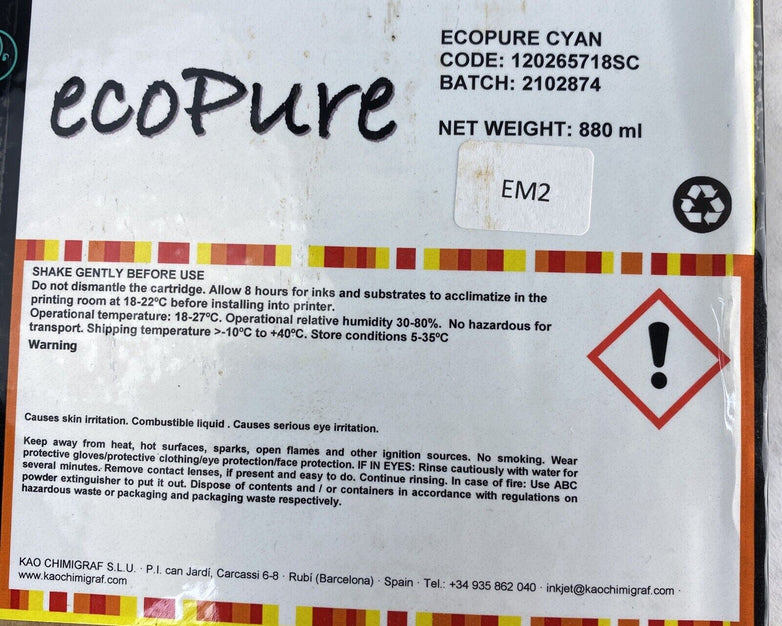 ecoPure
ECOPURE CYAN
CODE: 120265718SC
BATCH: 2102874
NET WEIGHT: 880 ml
EM2
SHAKE GENTLY BEFORE USE
Do not dismantle the cartridge. Allow 8 hours for inks and substrates to acclimatize in the
printing room at 18-22ºC before installing into printer.
Operational temperature: 18-27ºC. Operational relative humidity 30-80%. No hazardous for
transport. Shipping temperature >-10ºC to +40ºC. Store conditions 5-35ºC
Warning
Causes skin irritation. Combustible liquid . Causes serious eye irritation.
Keep away from heat, hot surfaces, sparks, open flames and other ignition sources. No smoking. Wear
protective gloves/protective clothing/eye protection/face protection. IF IN EYES: Rinse cautiously with water for
several minutes. Remove contact lenses, if present and easy to do. Continue rinsing. In case of fire: Use ABC
powder extinguisher to put it out. Dispose of contents and / or containers in accordance with regulations on
hazardous waste or packaging and packaging waste respectively.
KAO CHIMIGRAF S.L.U. · P.I. can Jardí, Carcassi 6-8 · Rubí (Barcelona) · Spain · Tel.: +34 935 862 040 · inkjet@kaochimigraf.com ·
www.kaochimigraf.com